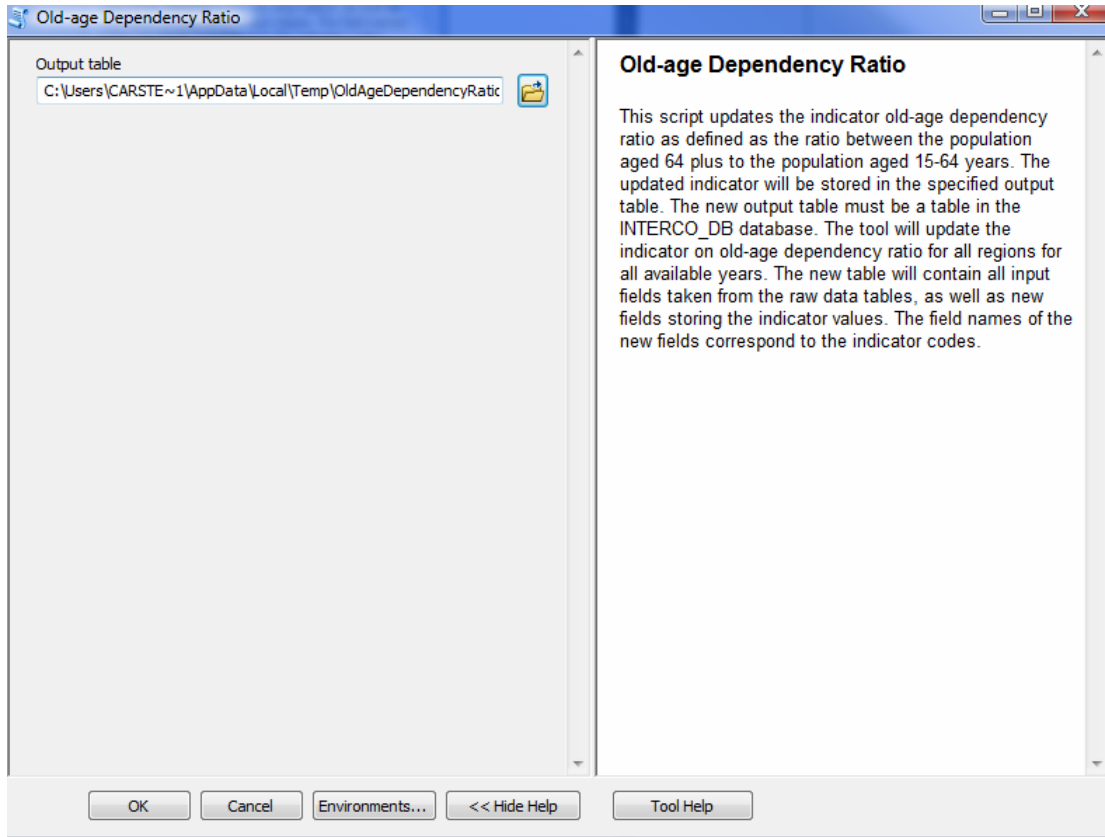 Old-age Dependency Ratio
Output table
C:\Users\CARSTE~1\AppData\Local\Temp\OldAgeDependencyRatic
Old-age Dependency Ratio
This script updates the indicator old-age dependency
ratio as defined as the ratio between the population
aged 64 plus to the population aged 15-64 years. The
updated indicator will be stored in the specified output
table. The new output table must be a table in the
INTERCO_DB database. The tool will update the
indicator on old-age dependency ratio for all regions for
all available years. The new table will contain all input
fields taken from the raw data tables, as well as new
fields storing the indicator values. The field names of the
new fields correspond to the indicator codes.
OK Cancel Environments... << Hide Help Tool Help